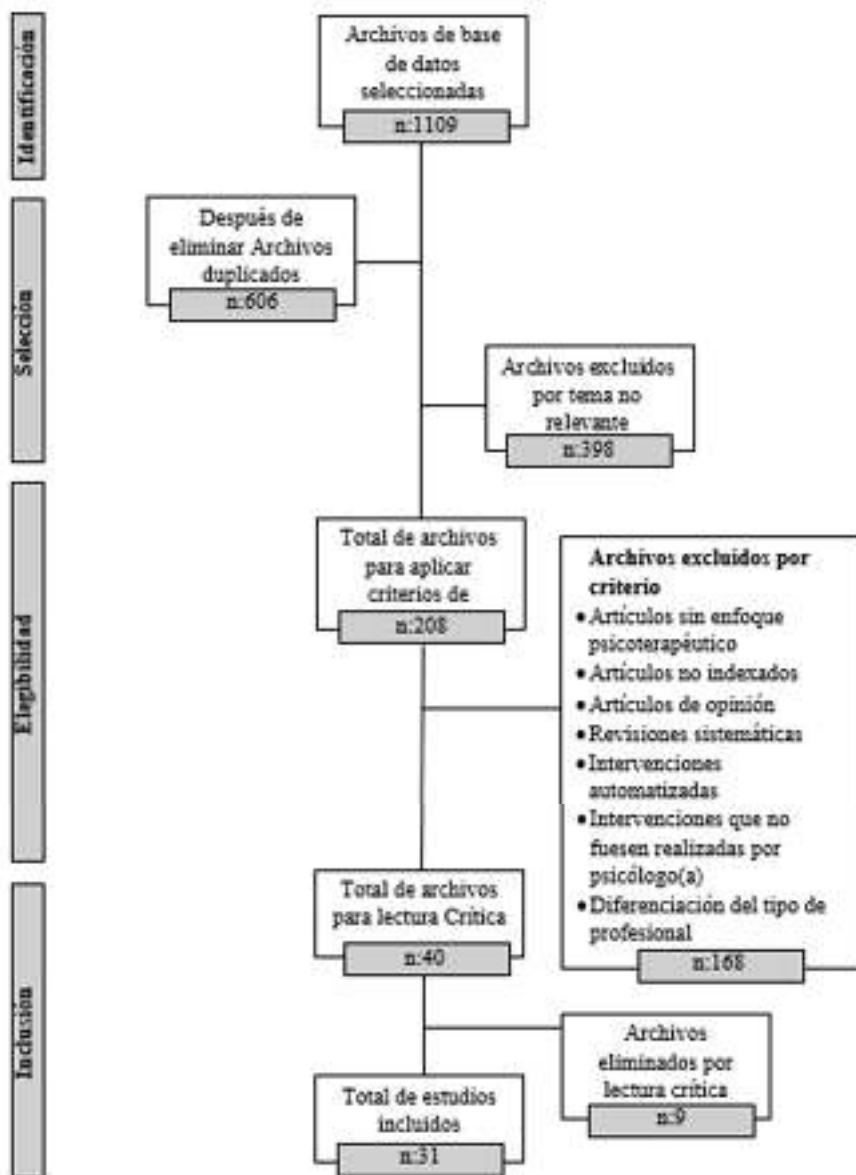 Identificación
Archivos de base
de datos
seleccionadas
n:1109
Selección
Después de
eliminar Archivos
duplicados
n:606
Archivos excluidos
por tema no
relevante
n:398
Elegibilidad
Total de archivos
para aplicar
criterios de
n:208
Archivos excluidos por
criterio
• Artículos sin enfoque
psicoterapéutico
• Artículos no indexados
• Artículos de opinión
• Revisiones sistemáticas
• Intervenciones
automatizadas
• Intervenciones que no
fuesen realizadas por
psicólogo(a)
• Diferenciación del tipo de
profesional
n:168
Inclusión
Total de archivos
para lectura Crítica
n:40
Archivos
eliminados por
lectura crítica
n:9
Total de estudios
incluidos
n:31